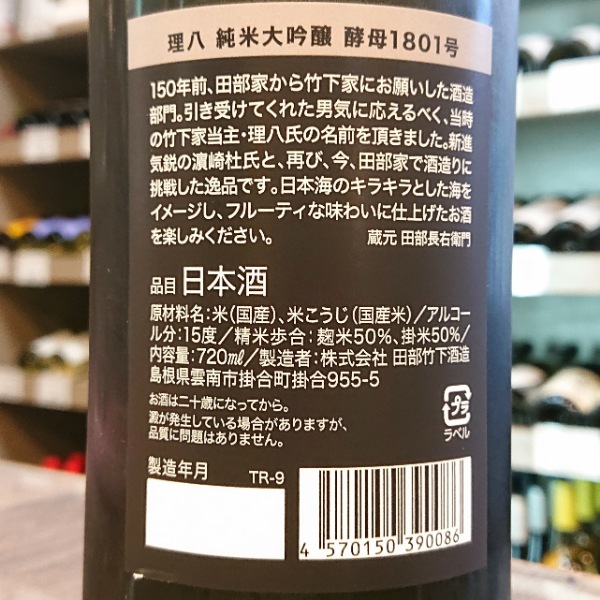 理八 純米大吟醸 酵母1801号
150年前、田部家から竹下家にお願いした酒造
部門。引き受けてくれた男気に応えるべく、当時
の竹下家当主・理八氏の名前を頂きました。新進
気鋭の濵崎杜氏と、再び、今、田部家で酒造りに
挑戦した逸品です。日本海のキラキラとした海を
イメージし、フルーティな味わいに仕上げたお酒
を楽しみください。 蔵元 田部長右衛門
品目 日本酒
原材料名:米(国産)、米こうじ(国産米)/アルコー
ル分:15度/精米歩合:麹米50%、掛米50%/
内容量:720㎖/製造者:株式会社 田部竹下酒造
島根県雲南市掛合町掛合955-5
お酒は二十歳になってから。
澱が発生している場合がありますが、
品質に問題はありません。
プラ
ラベル
製造年月 TR-9
4 570150 390086